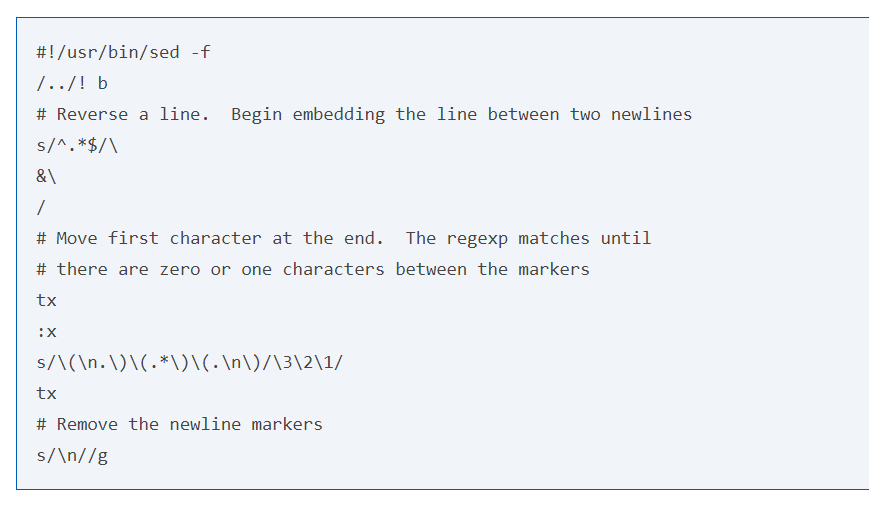 #!/usr/bin/sed -f
/../! b
# Reverse a line.  Begin embedding the line between two newlines
s/^.*$/\
&\
/
# Move first character at the end.  The regexp matches until
# there are zero or one characters between the markers
tx
:x
s/\(\n.\)\(.*\)\(.\n\)/\3\2\1/
tx
# Remove the newline markers
s/\n//g